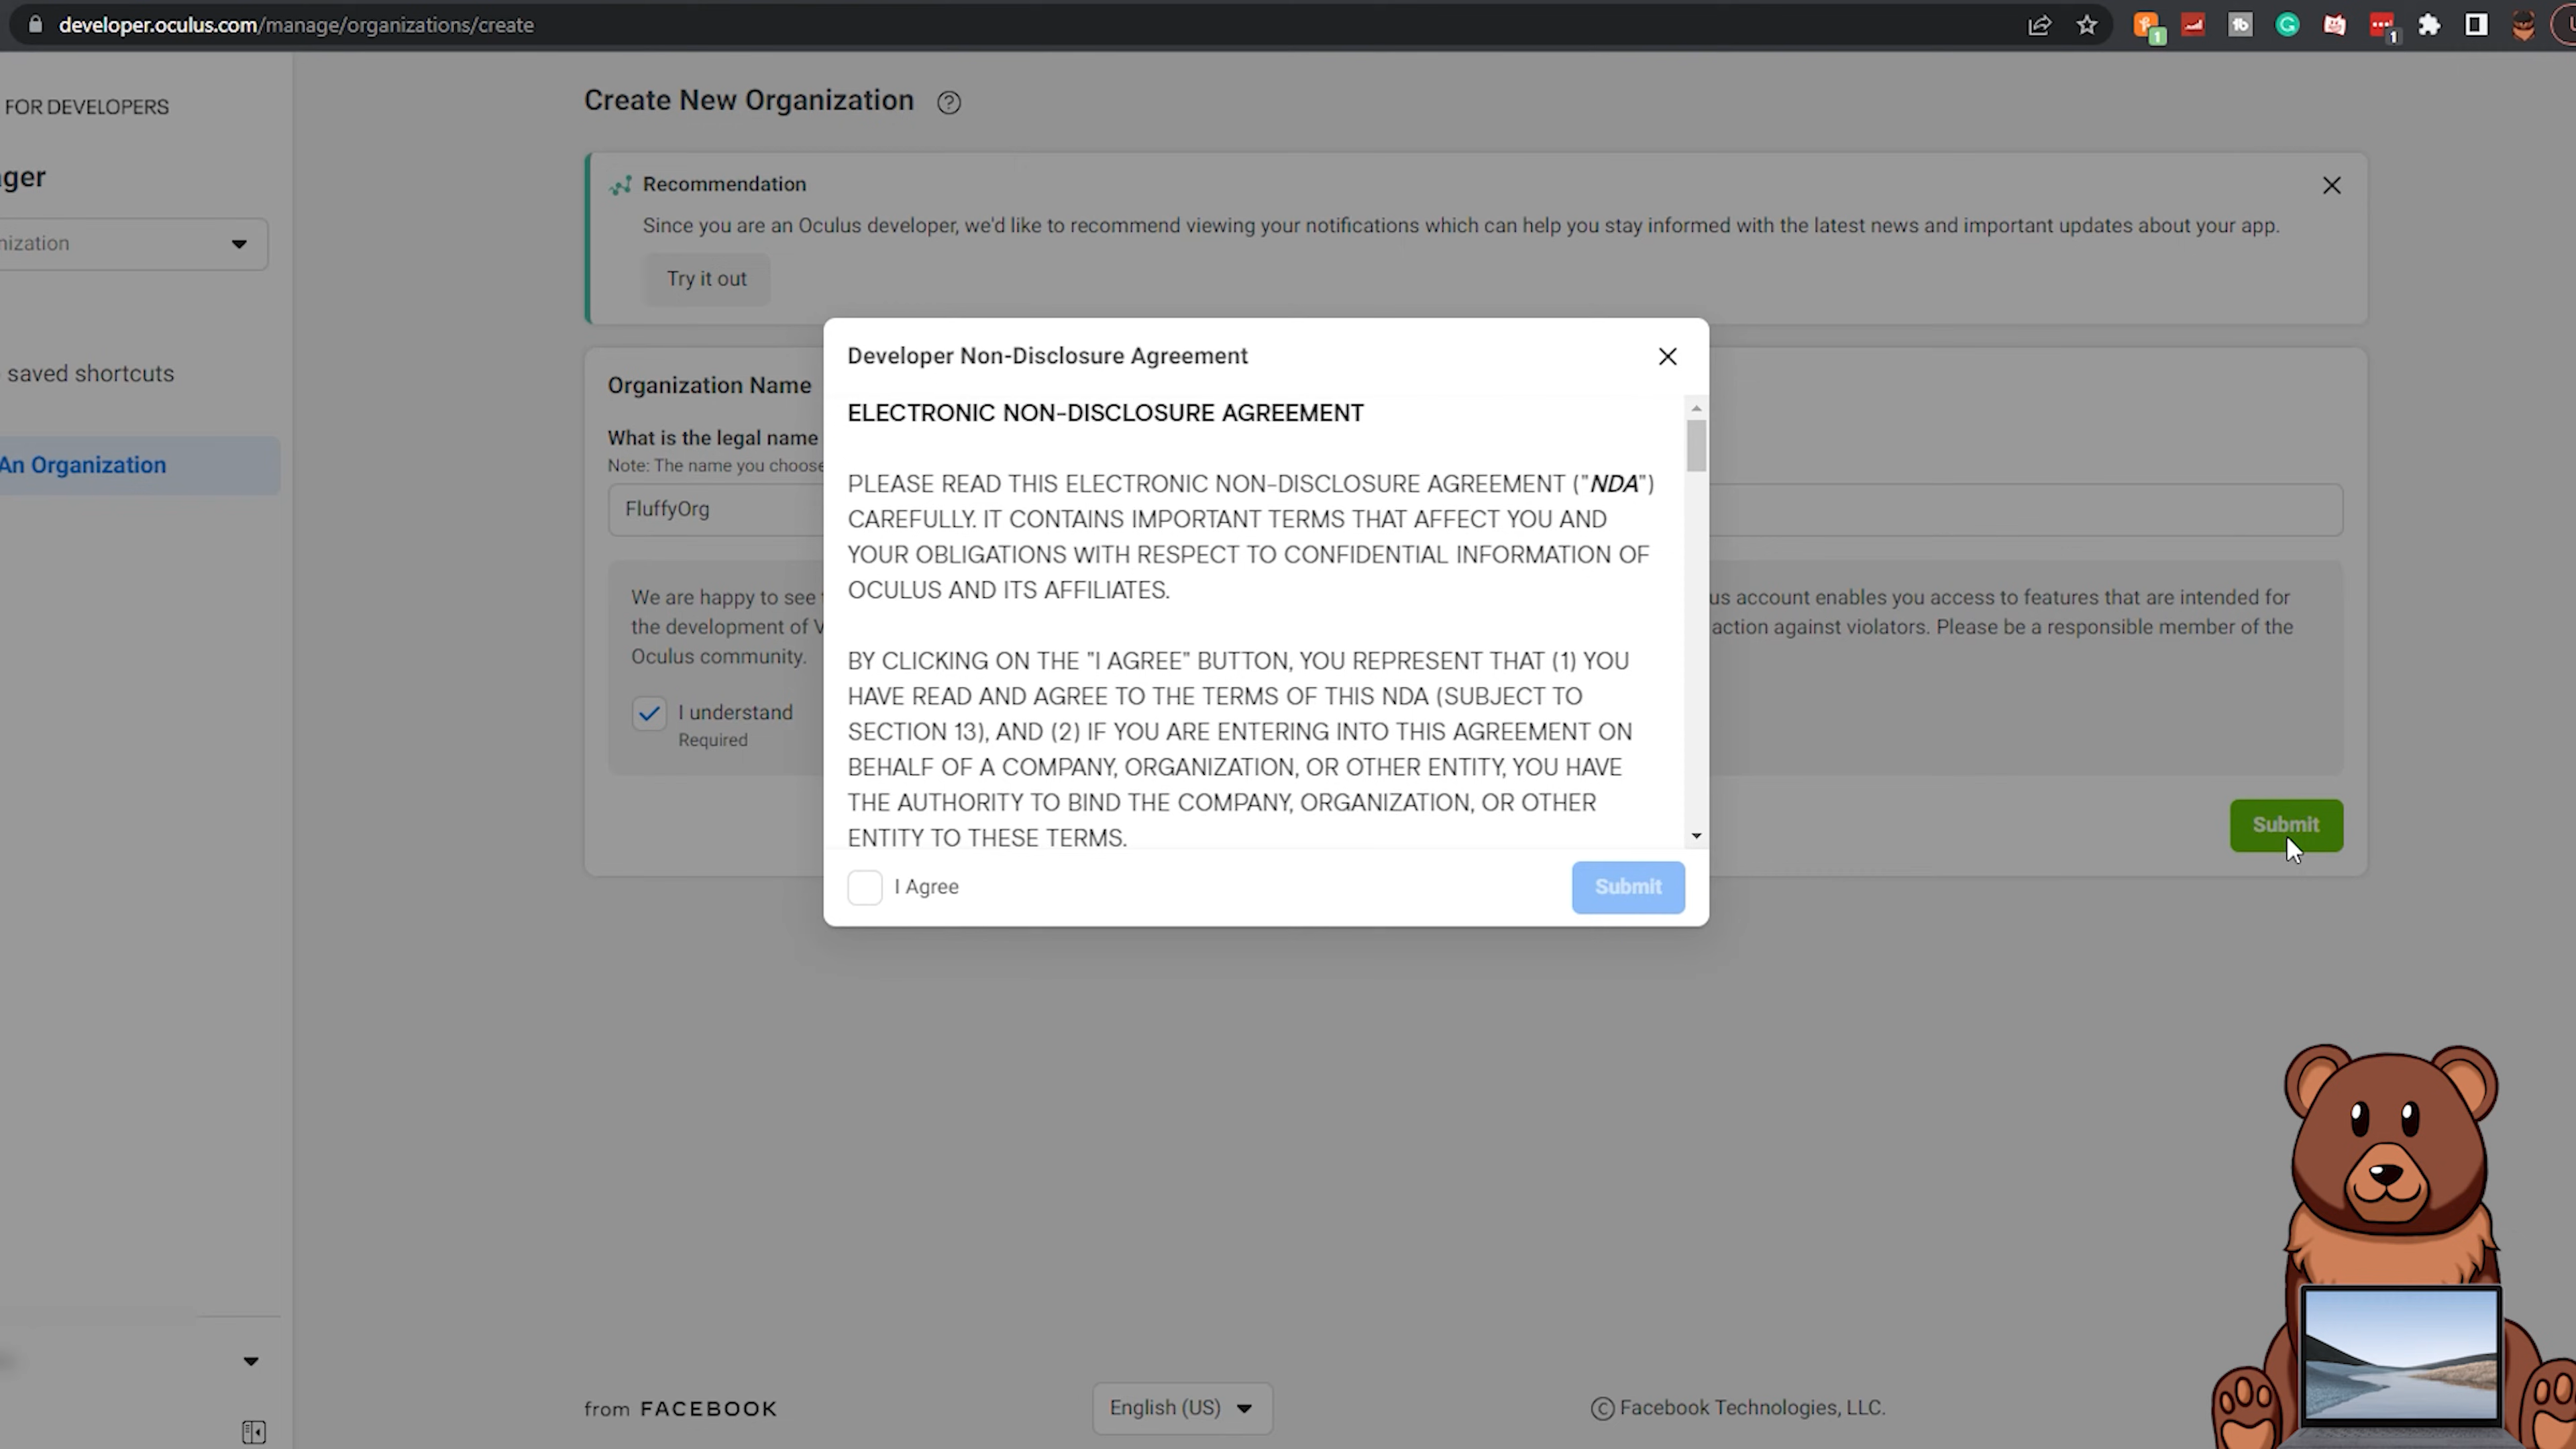 developer.oculus.com/manage/organizations/create
1
1
FOR DEVELOPERS
ger
nization
saved shortcuts
An Organization
Create New Organization
Recommendation
Since you are an Oculus developer, we'd like to recommend viewing your notifications which can help you stay informed with the latest news and important updates about your app.
Try it out
Organization Name
What is the legal name
Note: The name you choose
FluffyOrg
We are happy to see
us account enables you access to features that are intended for
the development of V
action against violators. Please be a responsible member of the
Oculus community.
I understand
Required
Submit
Developer Non-Disclosure Agreement
ELECTRONIC NON-DISCLOSURE AGREEMENT
PLEASE READ THIS ELECTRONIC NON-DISCLOSURE AGREEMENT ("NDA")
CAREFULLY. IT CONTAINS IMPORTANT TERMS THAT AFFECT YOU AND
YOUR OBLIGATIONS WITH RESPECT TO CONFIDENTIAL INFORMATION OF
OCULUS AND ITS AFFILIATES.
BY CLICKING ON THE "I AGREE" BUTTON, YOU REPRESENT THAT (1) YOU
HAVE READ AND AGREE TO THE TERMS OF THIS NDA (SUBJECT TO
SECTION 13), AND (2) IF YOU ARE ENTERING INTO THIS AGREEMENT ON
BEHALF OF A COMPANY, ORGANIZATION, OR OTHER ENTITY, YOU HAVE
THE AUTHORITY TO BIND THE COMPANY, ORGANIZATION, OR OTHER
ENTITY TO THESE TERMS.
I Agree
Submit
from FACEBOOK
English (US)
© Facebook Technologies, LLC.